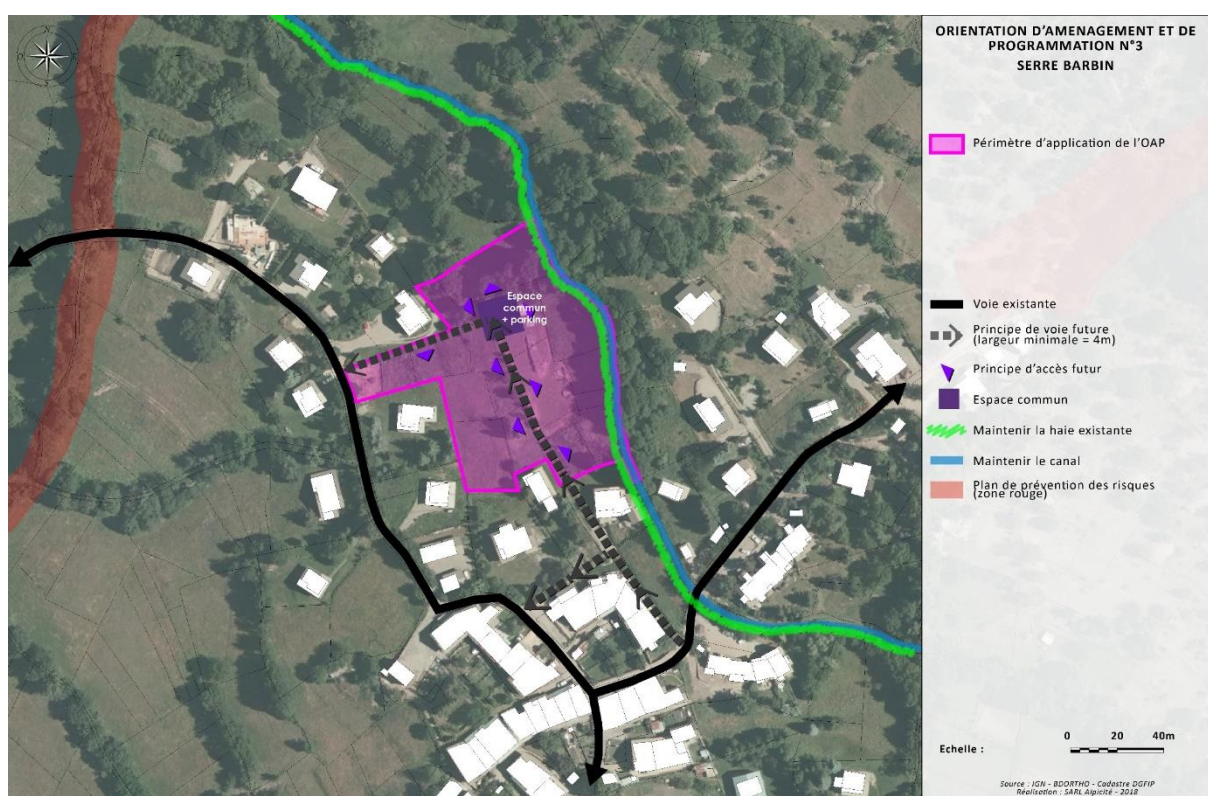 ORIENTATION D'AMENAGEMENT ET DE
PROGRAMMATION N°3
SERRE BARBIN
Périmètre d'application de l'OAP
Voie existante
Principe de voie future
(largeur minimale = 4m)
Principe d'accès futur
Espace commun
Maintenir la haie existante
Maintenir le canal
Plan de prévention des risques
(zone rouge)
Echelle :
0 20 40m
Source : IGN - BDORTHO - Cadastre DGFIP
Réalisation : SARL Alpicité - 2018
N
O
E
S
Espace
commun
+ parking